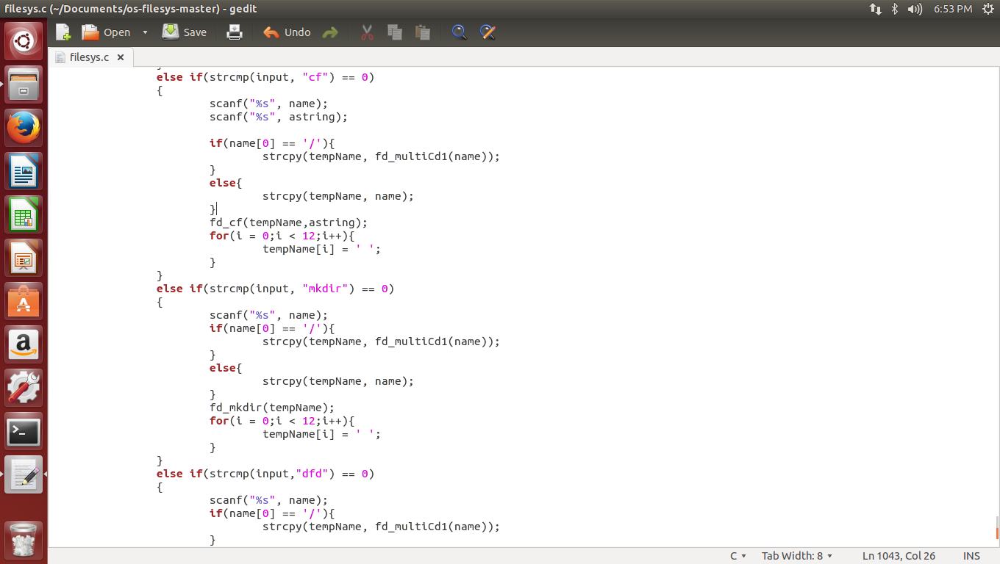 filesys.c (~/Documents/os-filesys-master) - gedit
6:53 PM
Open
Save
Undo
filesys.c
else if(strcmp(input, "cf") == 0)
{
scanf("%s", name);
scanf("%s", astring);
if(name[0] == '/'){
strcpy(tempName, fd_multiCd1(name));
}
else{
strcpy(tempName, name);
}
fd_cf(tempName,astring);
for(i = 0;i < 12;i++){
tempName[i] = ' ';
}
}
else if(strcmp(input, "mkdir") == 0)
{
scanf("%s", name);
if(name[0] == '/'){
strcpy(tempName, fd_multiCd1(name));
}
else{
strcpy(tempName, name);
}
fd_mkdir(tempName);
for(i = 0;i < 12;i++){
tempName[i] = ' ';
}
}
else if(strcmp(input,"dfd") == 0)
{
scanf("%s", name);
if(name[0] == '/'){
strcpy(tempName, fd_multiCd1(name));
}
C
Tab Width: 8
Ln 1043, Col 26
INS